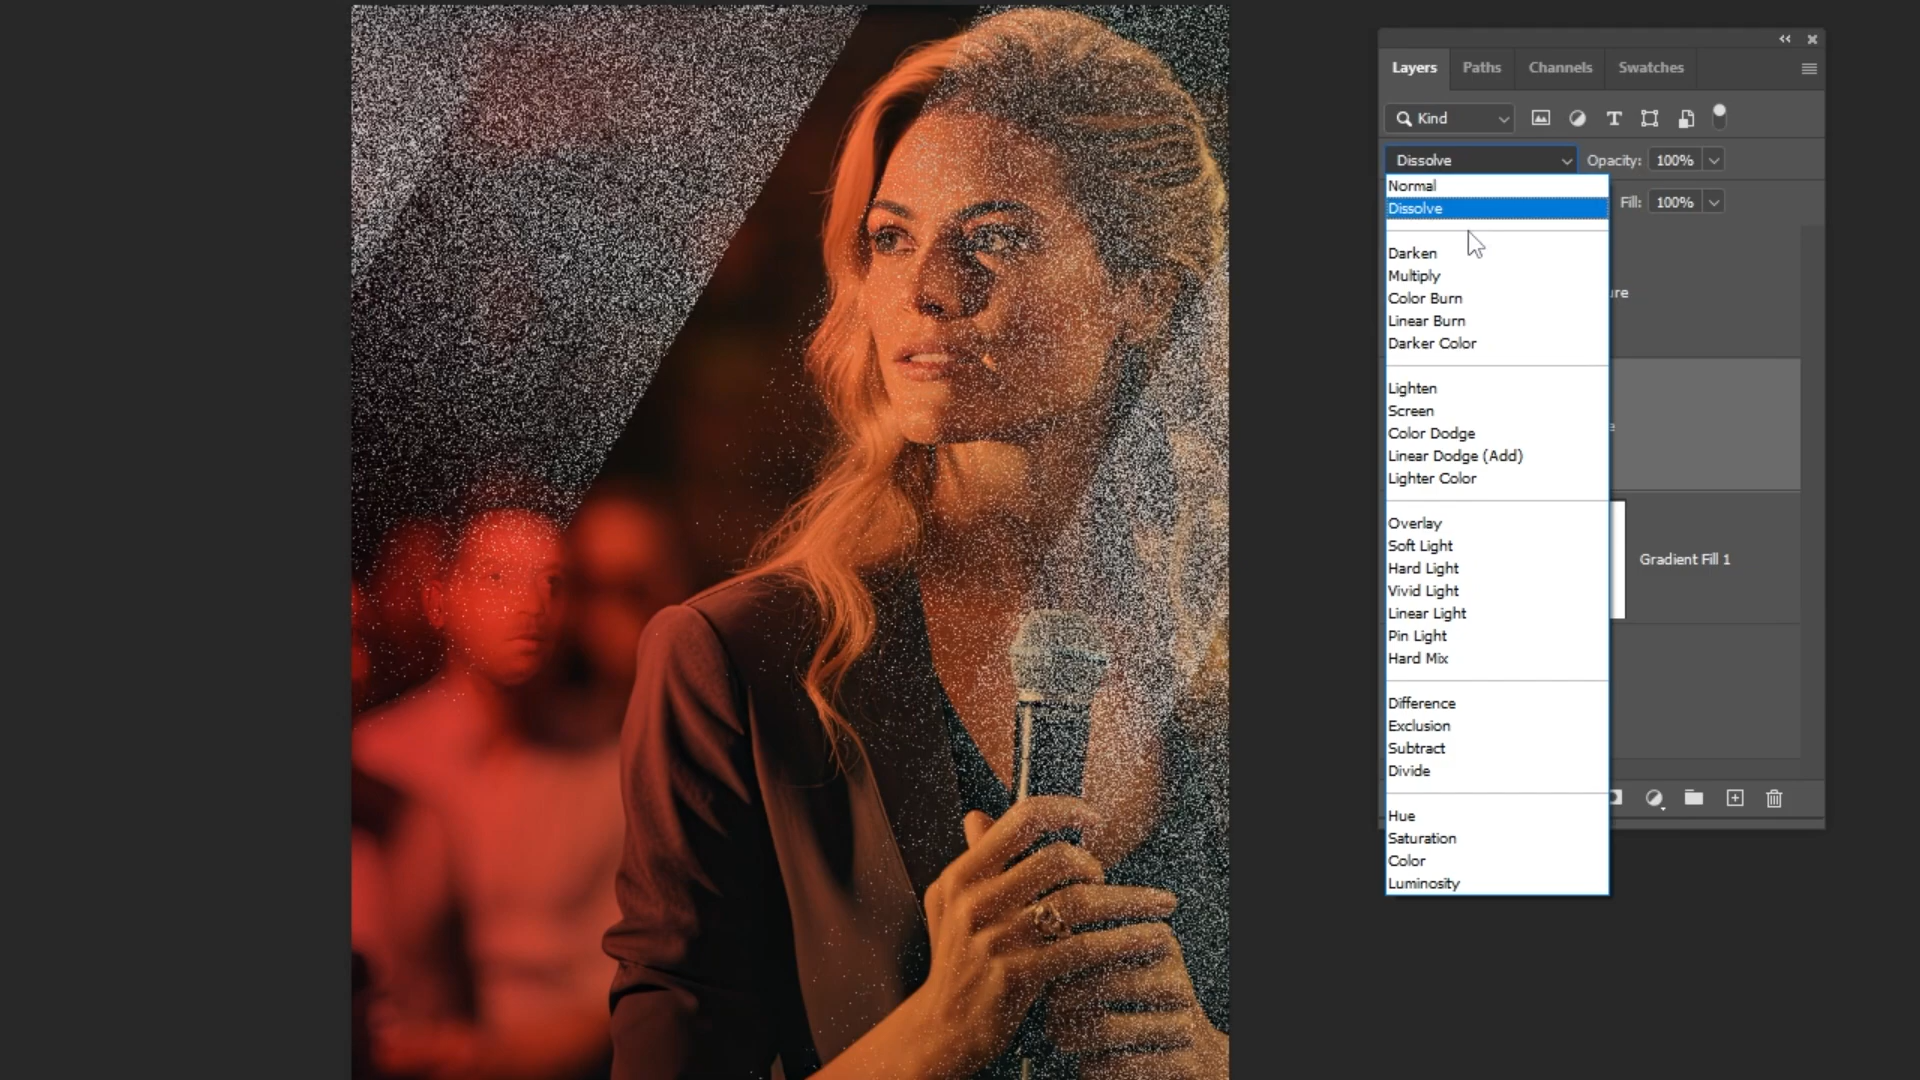 Layers Paths Channels Swatches
Kind
Dissolve Opacity: 100%
Normal
Dissolve Fill: 100%
Darken
Multiply
ure
Color Burn
Linear Burn
Darker Color
Lighten
Screen
e
Color Dodge
Linear Dodge (Add)
Lighter Color
Overlay
Soft Light
Gradient Fill 1
Hard Light
Vivid Light
Linear Light
Pin Light
Hard Mix
Difference
Exclusion
Subtract
Divide
Hue
Saturation
Color
Luminosity